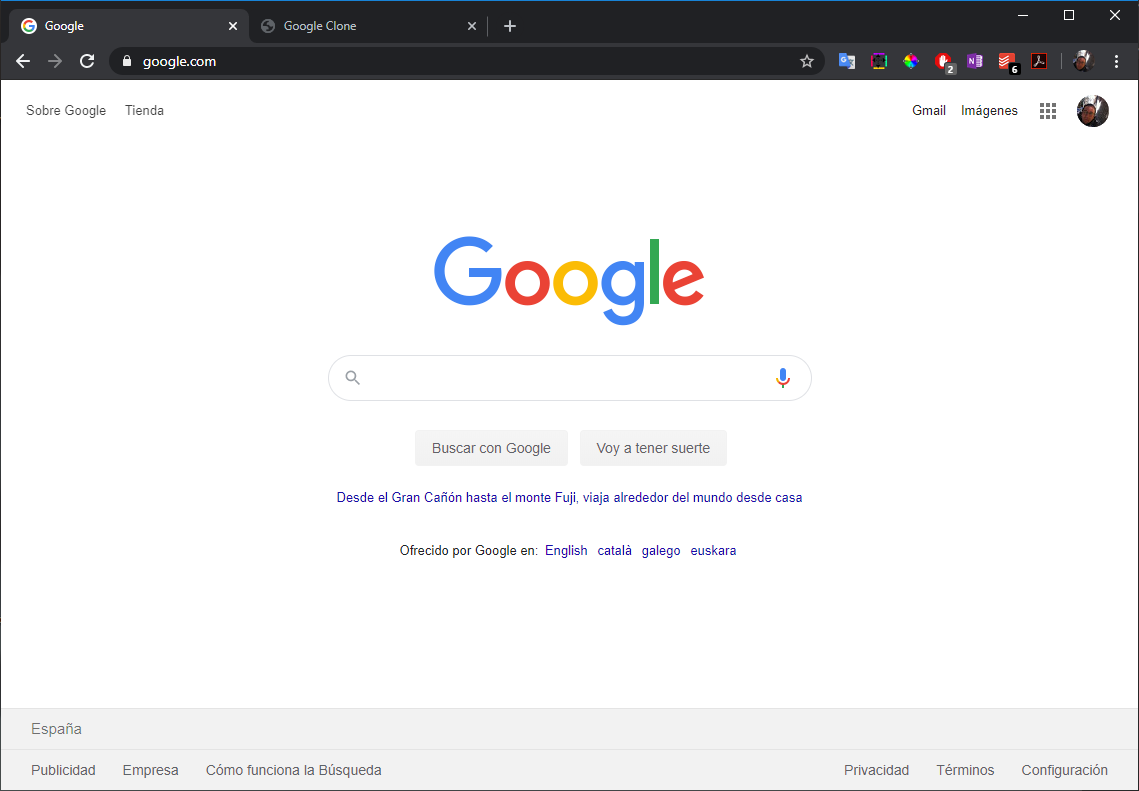 Google
Google Clone
google.com
2
6
Sobre Google Tienda
Gmail Imágenes
Google
Buscar con Google Voy a tener suerte
Desde el Gran Cañón hasta el monte Fuji, viaja alrededor del mundo desde casa
Ofrecido por Google en: English català galego euskara
España
Publicidad Empresa Cómo funciona la Búsqueda
Privacidad Términos Configuración